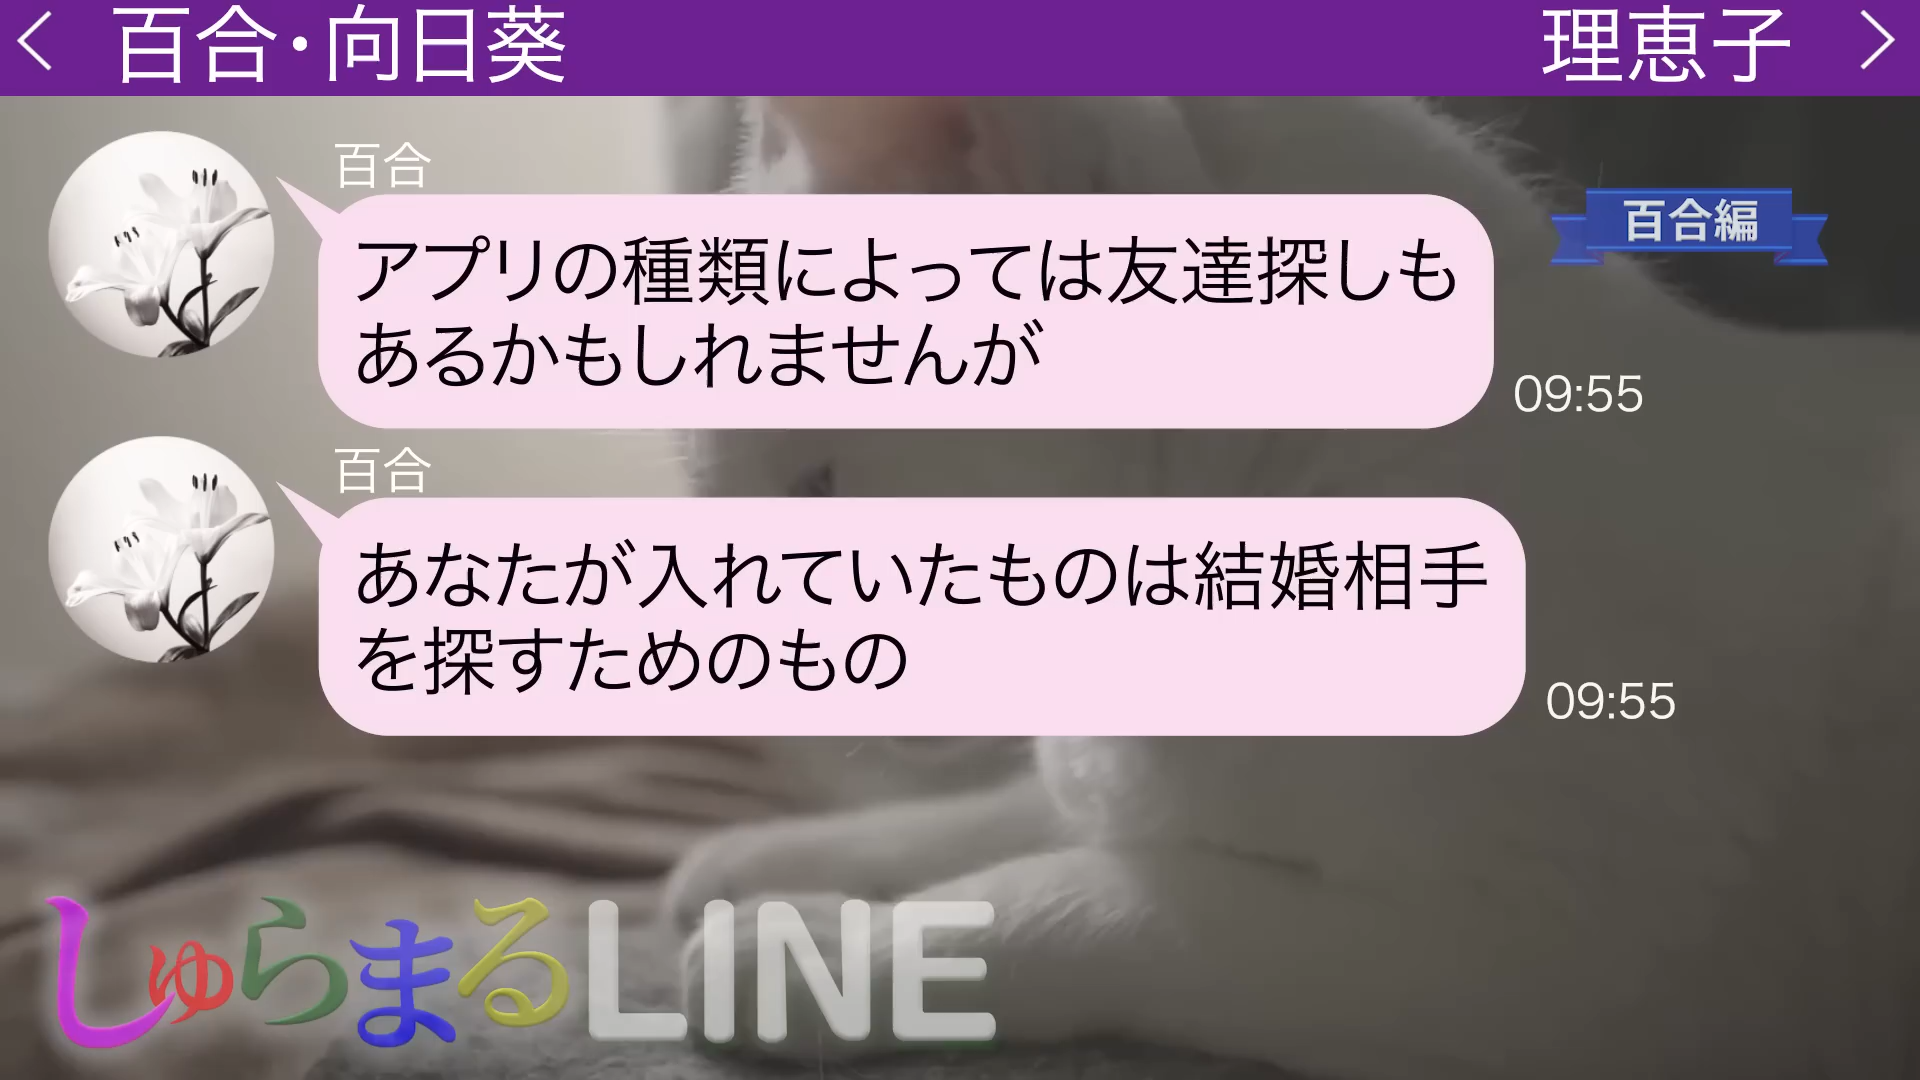 百合・向日葵
理恵子
百合
アプリの種類によっては友達探しも
あるかもしれませんが
09:55
百合編
百合
あなたが入れていたものは結婚相手
を探すためのもの
09:55
しゅらまるLINE